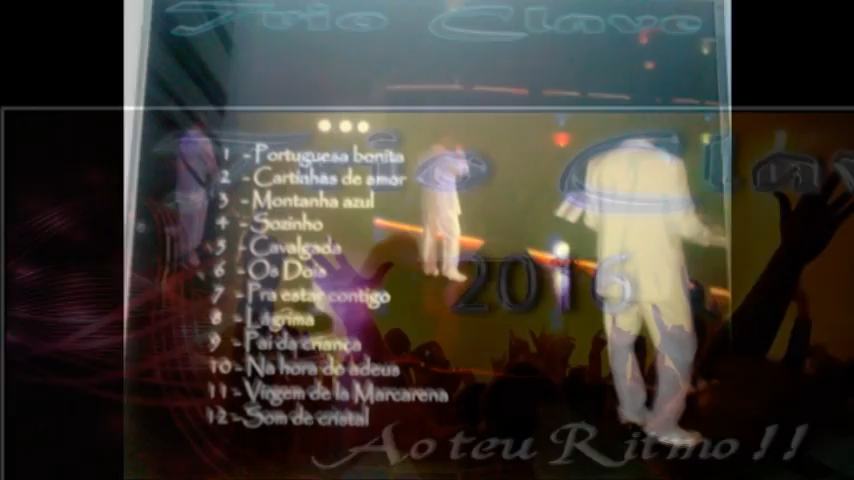 Trio Clave
1 - Portuguesa bonita
2 - Cartinhas de amor
3 - Montanha azul
4 - Sozinho
5 - Cavalgada
6 - Os Dois
7 - Pra estar contigo
8 - Lágrima
9 - Pai da criança
10 - Na hora do adeus
11 - Virgem de la Marcarena
12 - Som de cristal
2016
Ao teu Ritmo !!